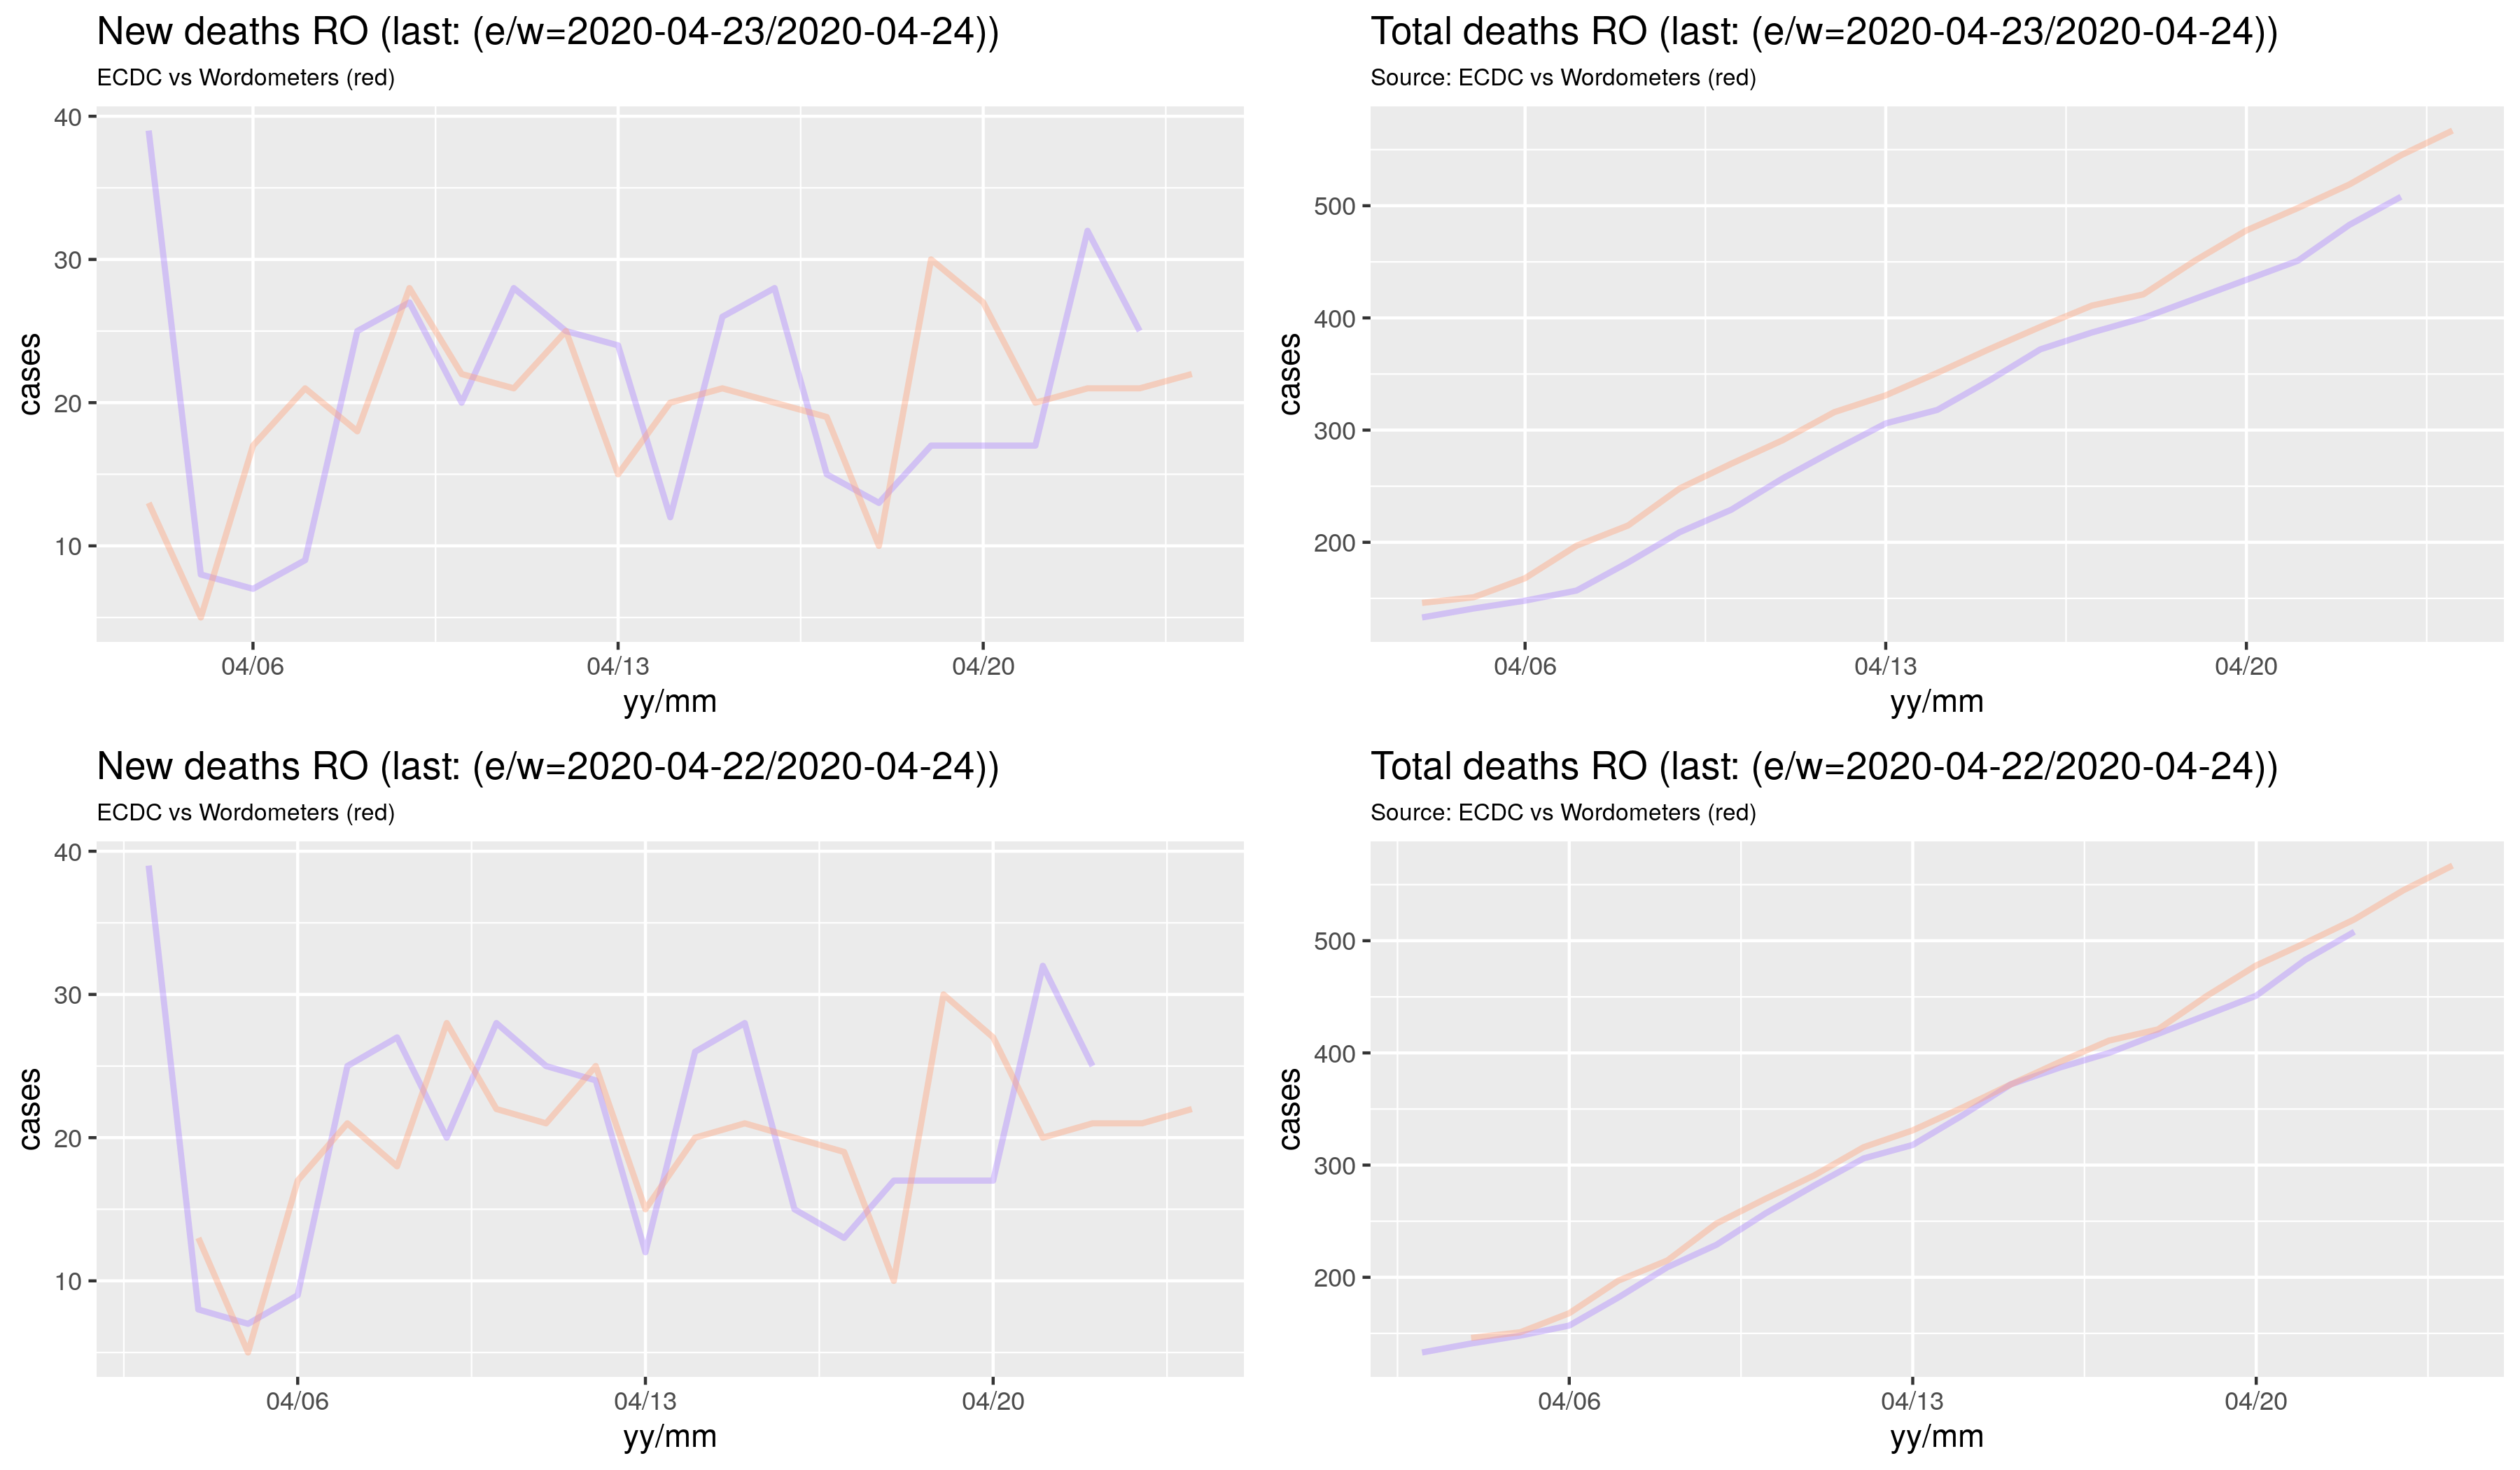 New deaths RO (last: (e/w=2020-04-23/2020-04-24))
ECDC vs Wordometers (red)
40
30
20
10
cases
04/06 04/13 04/20
yy/mm
Total deaths RO (last: (e/w=2020-04-23/2020-04-24))
Source: ECDC vs Wordometers (red)
500
400
300
200
cases
04/06 04/13 04/20
yy/mm
New deaths RO (last: (e/w=2020-04-22/2020-04-24))
ECDC vs Wordometers (red)
40
30
20
10
cases
04/06 04/13 04/20
yy/mm
Total deaths RO (last: (e/w=2020-04-22/2020-04-24))
Source: ECDC vs Wordometers (red)
500
400
300
200
cases
04/06 04/13 04/20
yy/mm